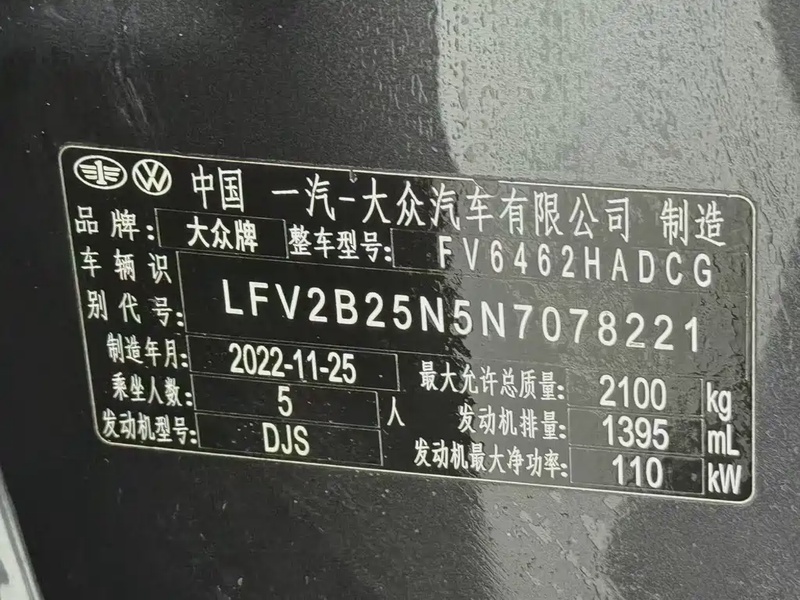 中国 一汽-大众汽车有限公司 制造
品牌: 大众牌 整车型号: FV6462HADCG
车辆识别代号: LFV2B25N5N7078221
制造年月: 2022-11-25 最大允许总质量: 2100 kg
乘坐人数: 5 人 发动机排量: 1395 mL
发动机型号: DJS 发动机最大净功率: 110 kW